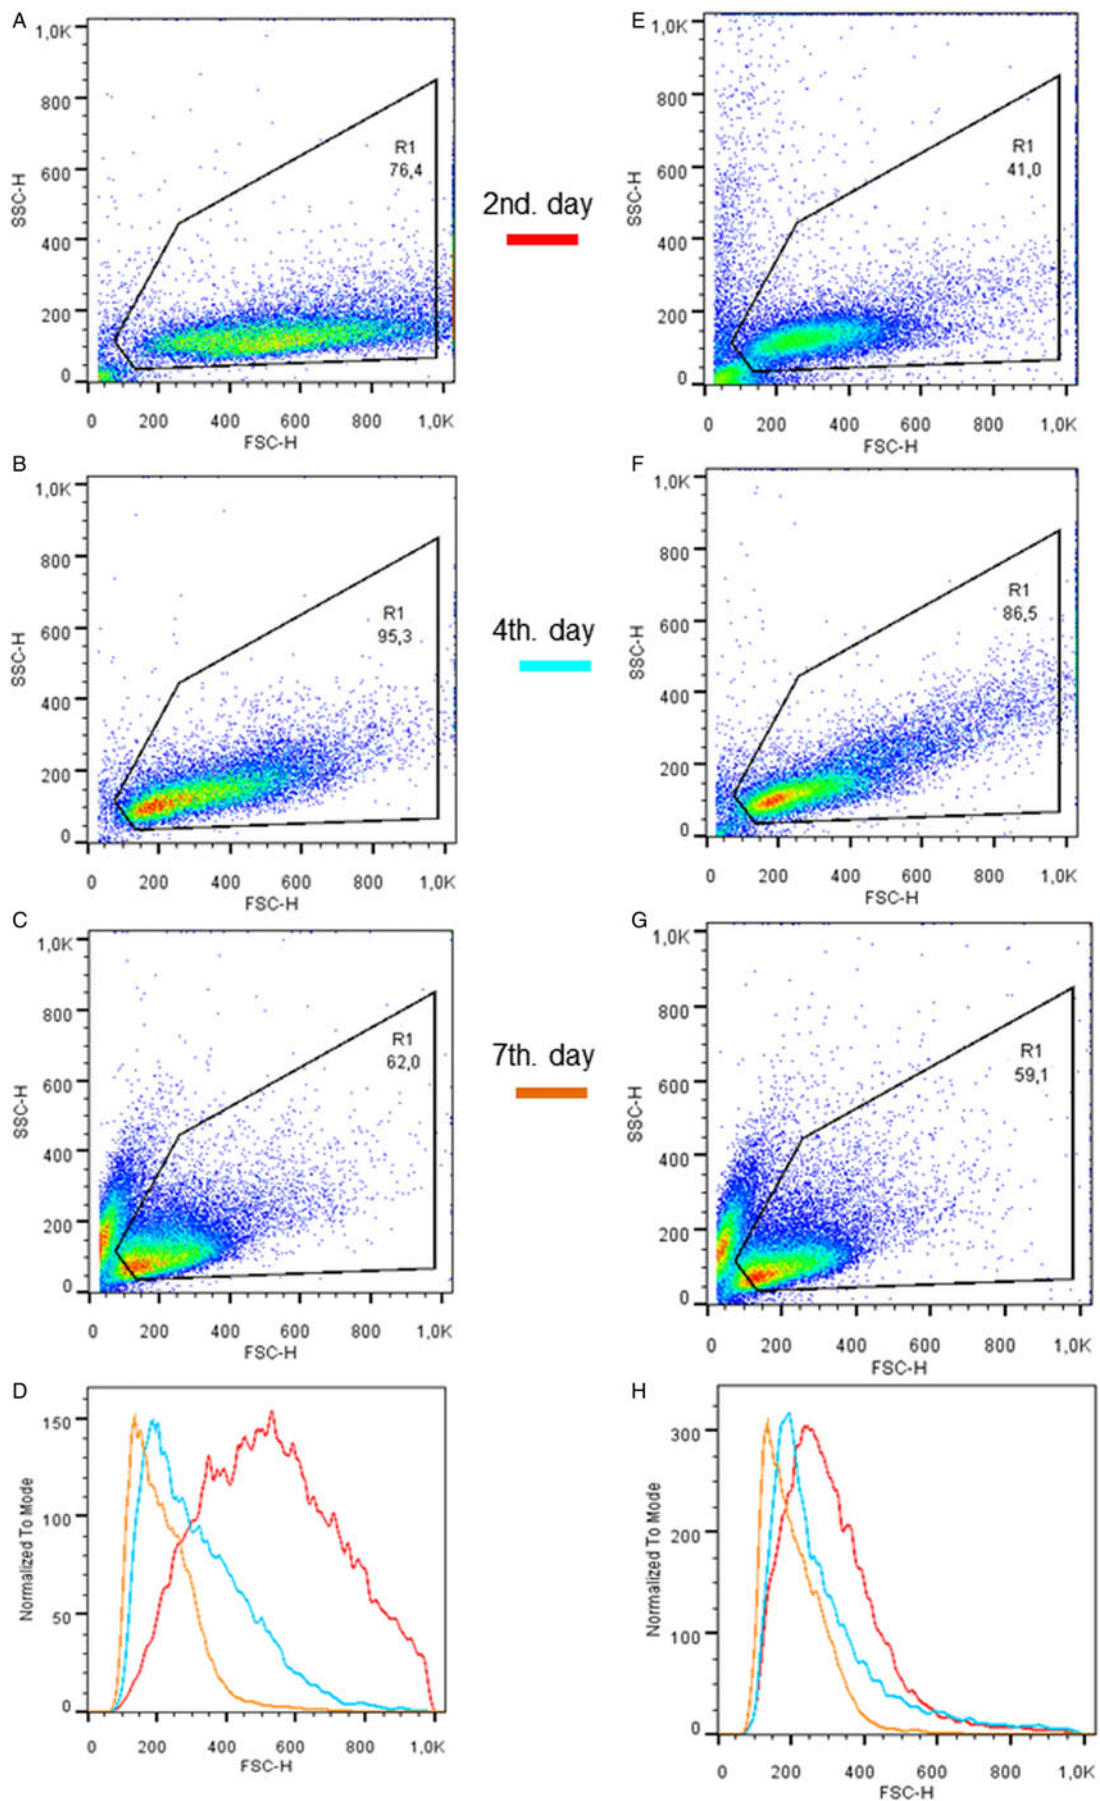 A
1,0K
800
600
400
200
0
SSC-H
R1
76,4
0 200 400 600 800 1,0K
FSC-H
2nd. day
E
1,0K
800
600
400
200
0
SSC-H
R1
41,0
0 200 400 600 800 1,0K
FSC-H
B
1,0K
800
600
400
200
0
SSC-H
R1
95,3
0 200 400 600 800 1,0K
FSC-H
4th. day
F
1,0K
800
600
400
200
0
SSC-H
R1
86,5
0 200 400 600 800 1,0K
FSC-H
C
1,0K
800
600
400
200
0
SSC-H
R1
62,0
0 200 400 600 800 1,0K
FSC-H
7th. day
G
1,0K
800
600
400
200
0
SSC-H
R1
59,1
0 200 400 600 800 1,0K
FSC-H
D
150
100
50
0
Normalized To Mode
0 200 400 600 800 1,0K
FSC-H
H
300
200
100
0
Normalized To Mode
0 200 400 600 800 1,0K
FSC-H